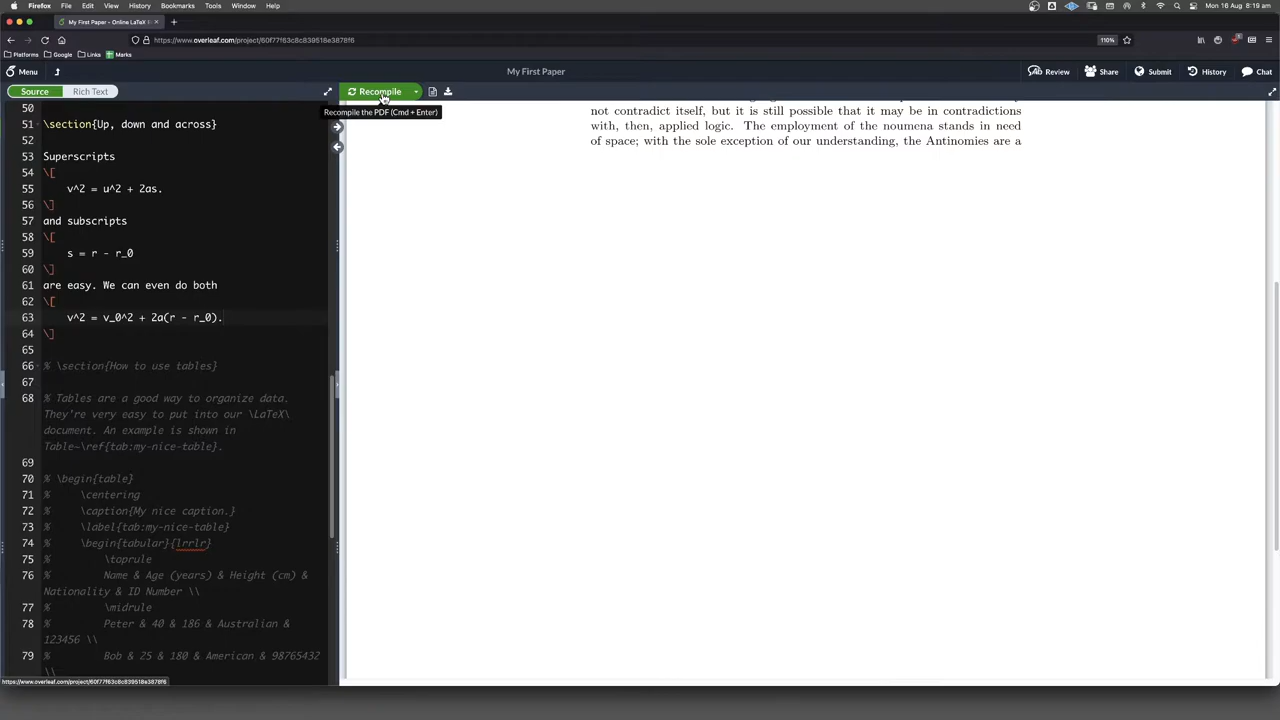 Firefox File Edit View History Bookmarks Tools Window Help Mon 16 Aug 8:19 am
My First Paper - Online LaTeX
https://www.overleaf.com/project/60f77f63c8c839518e3758f6 110%
Platforms Google Links Marks
Menu My First Paper Review Share Submit History Chat
Source Rich Text Recompile
Recompile the PDF (Cmd + Enter)
50
51 \section{Up, down and across}
52
53 Superscripts
54 \[
55 v^2 = u^2 + 2as.
56 \]
57 and subscripts
58 \[
59 s = r - r_0
60 \]
61 are easy. We can even do both
62 \[
63 v^2 = v_0^2 + 2a(r - r_0).
64 \]
65
66 % \section{How to use tables}
67
68 % Tables are a good way to organize data.
They're very easy to put into our \LaTeX\
document. An example is shown in
Table~\ref{tab:my-nice-table}.
69
70 % \begin{table}
71 % \centering
72 % \caption{My nice caption.}
73 % \label{tab:my-nice-table}
74 % \begin{tabular}{lrrlr}
75 % \toprule
76 % Name & Age (years) & Height (cm) &
Nationality & ID Number \\
77 % \midrule
78 % Peter & 40 & 186 & Australian &
123456 \\
79 % Bob & 25 & 180 & American & 98765432
\\
not contradict itself, but it is still possible that it may be in contradictions
with, then, applied logic. The employment of the noumena stands in need
of space; with the sole exception of our understanding, the Antinomies are a